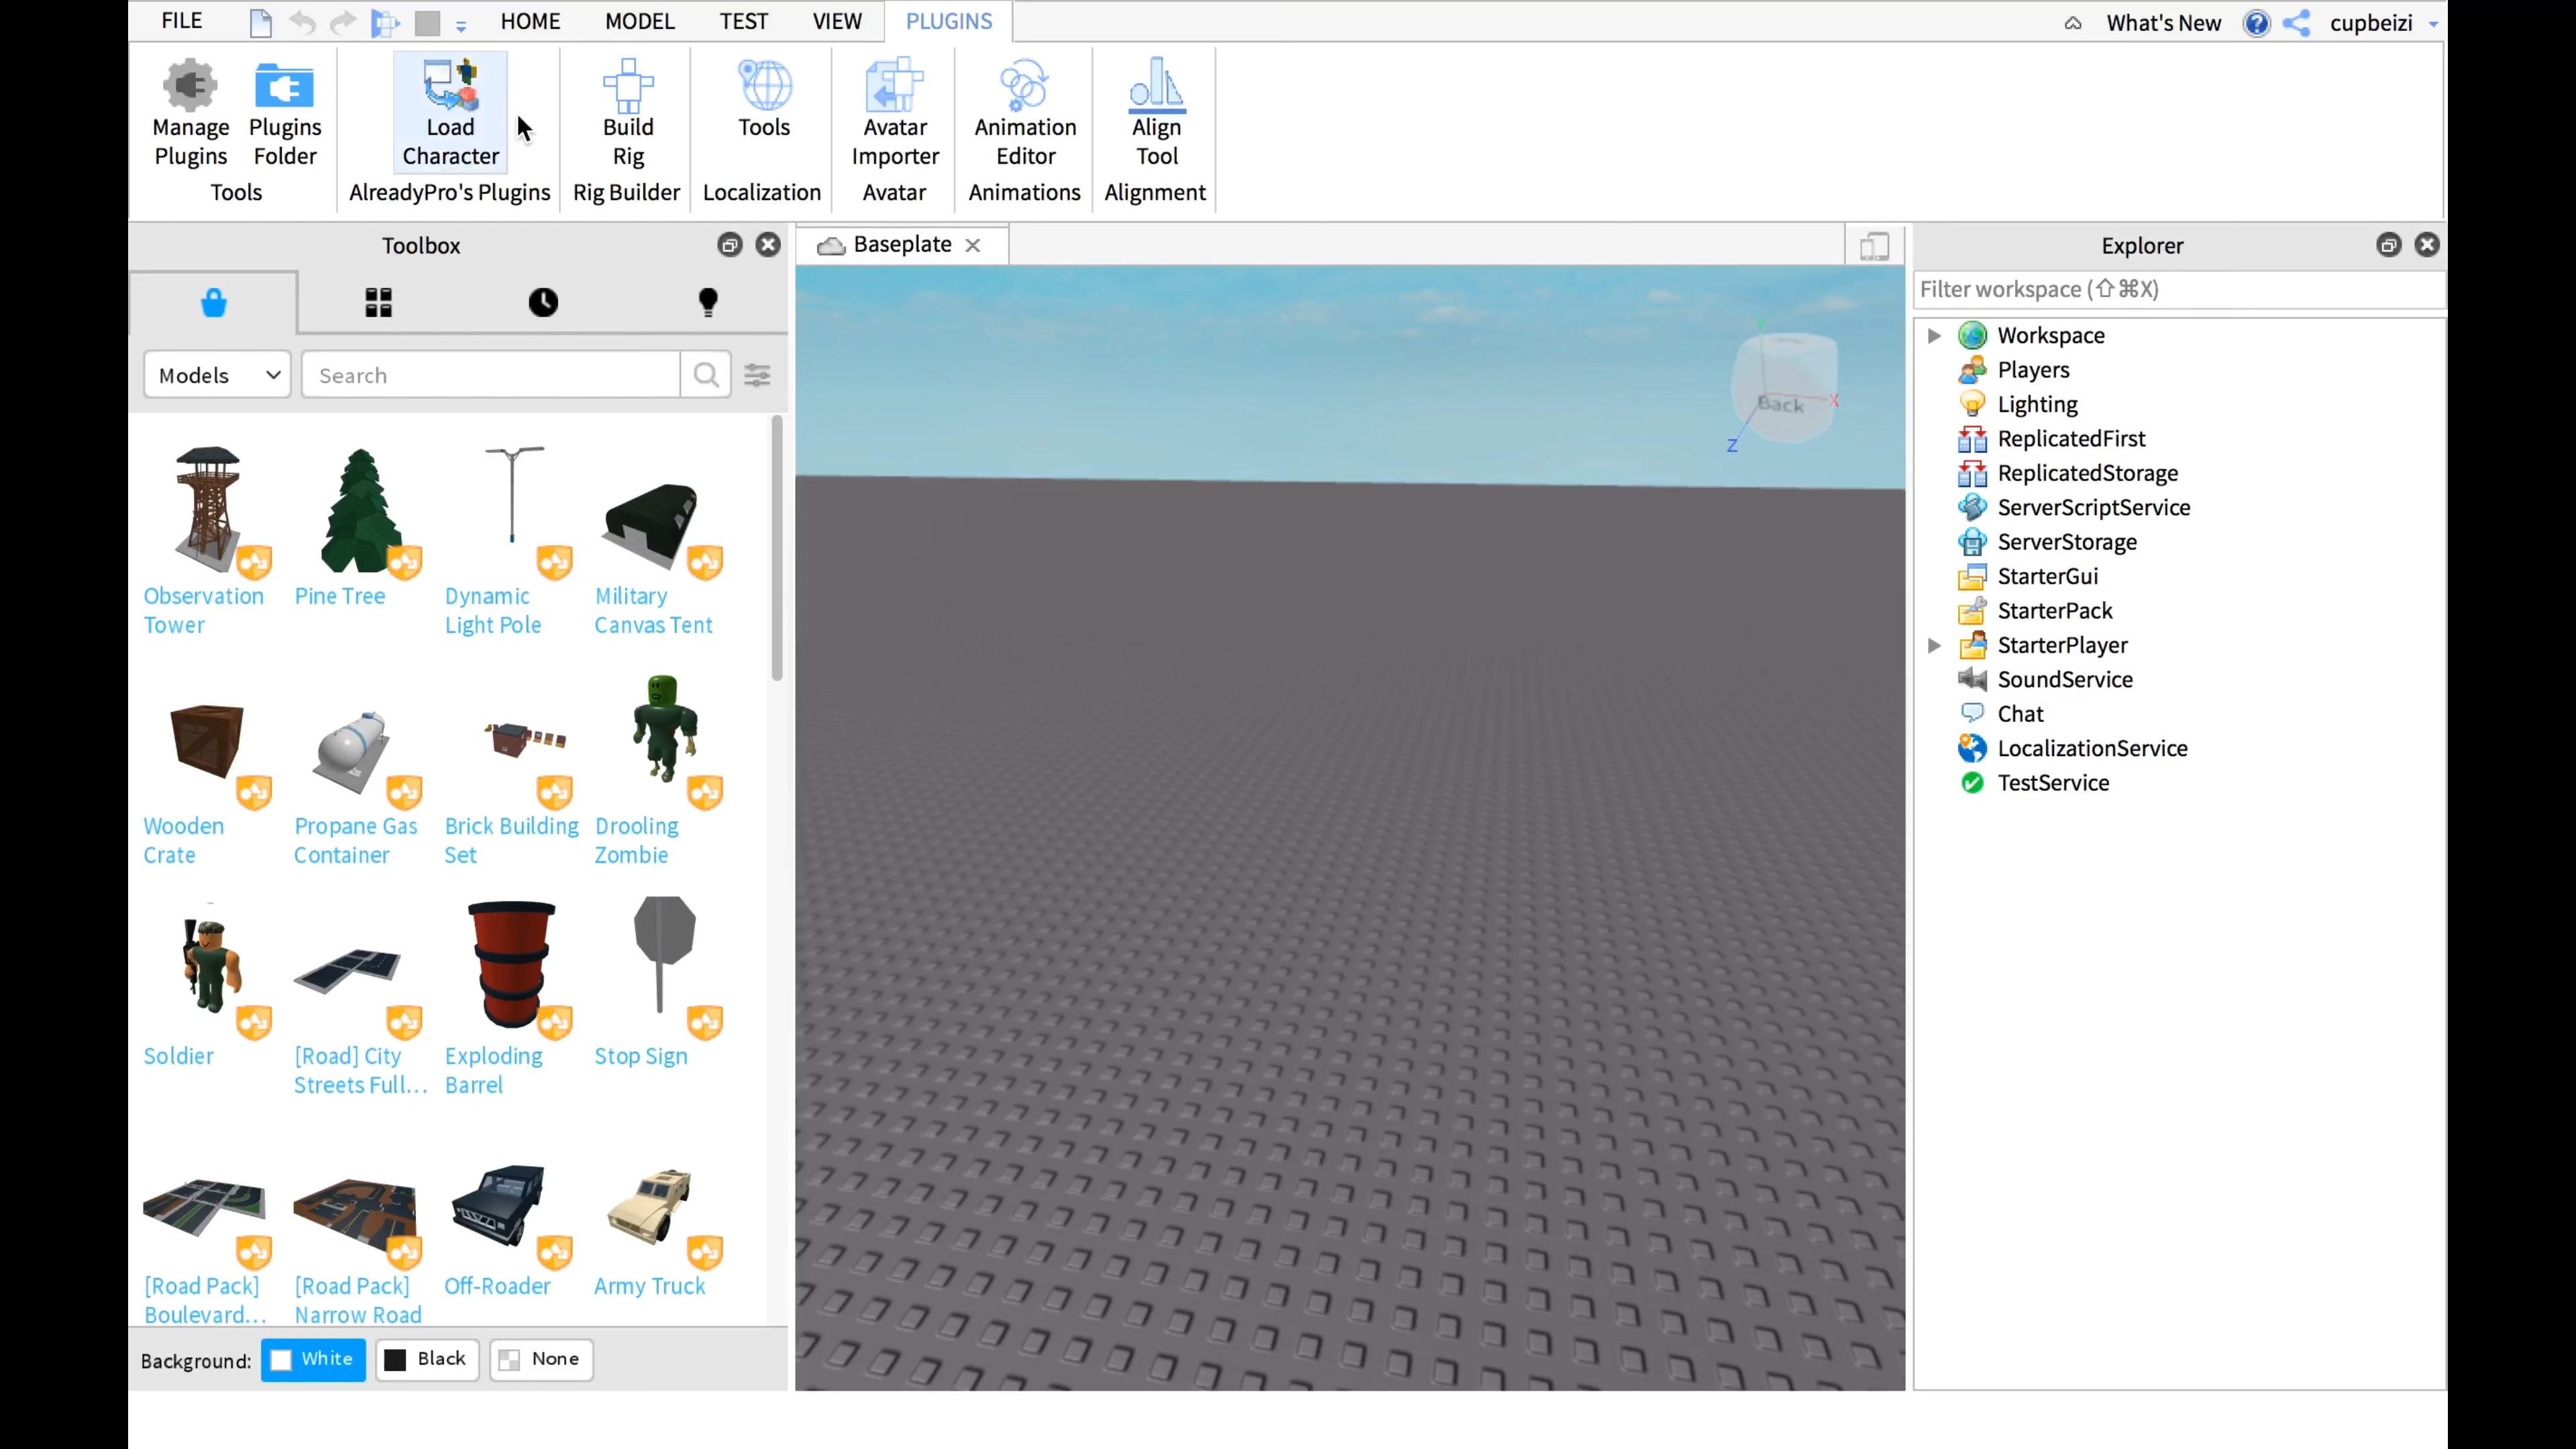 FILE HOME MODEL TEST VIEW PLUGINS What's New cupbeizi
Manage Plugins Load Build Tools Avatar Animation Align
Plugins Folder Character Rig Importer Editor Tool
Tools AlreadyPro's Plugins Rig Builder Localization Avatar Animations Alignment
Toolbox
Models Search
Observation Pine Tree Dynamic Military
Tower Light Pole Canvas Tent
Wooden Propane Gas Brick Building Drooling
Crate Container Set Zombie
Soldier [Road] City Exploding Stop Sign
Streets Full... Barrel
[Road Pack] [Road Pack] Off-Roader Army Truck
Boulevard... Narrow Road
Background: White Black None
Baseplate
Y
Back X
Z
Explorer
Filter workspace (⇧⌘X)
Workspace
Players
Lighting
ReplicatedFirst
ReplicatedStorage
ServerScriptService
ServerStorage
StarterGui
StarterPack
StarterPlayer
SoundService
Chat
LocalizationService
TestService